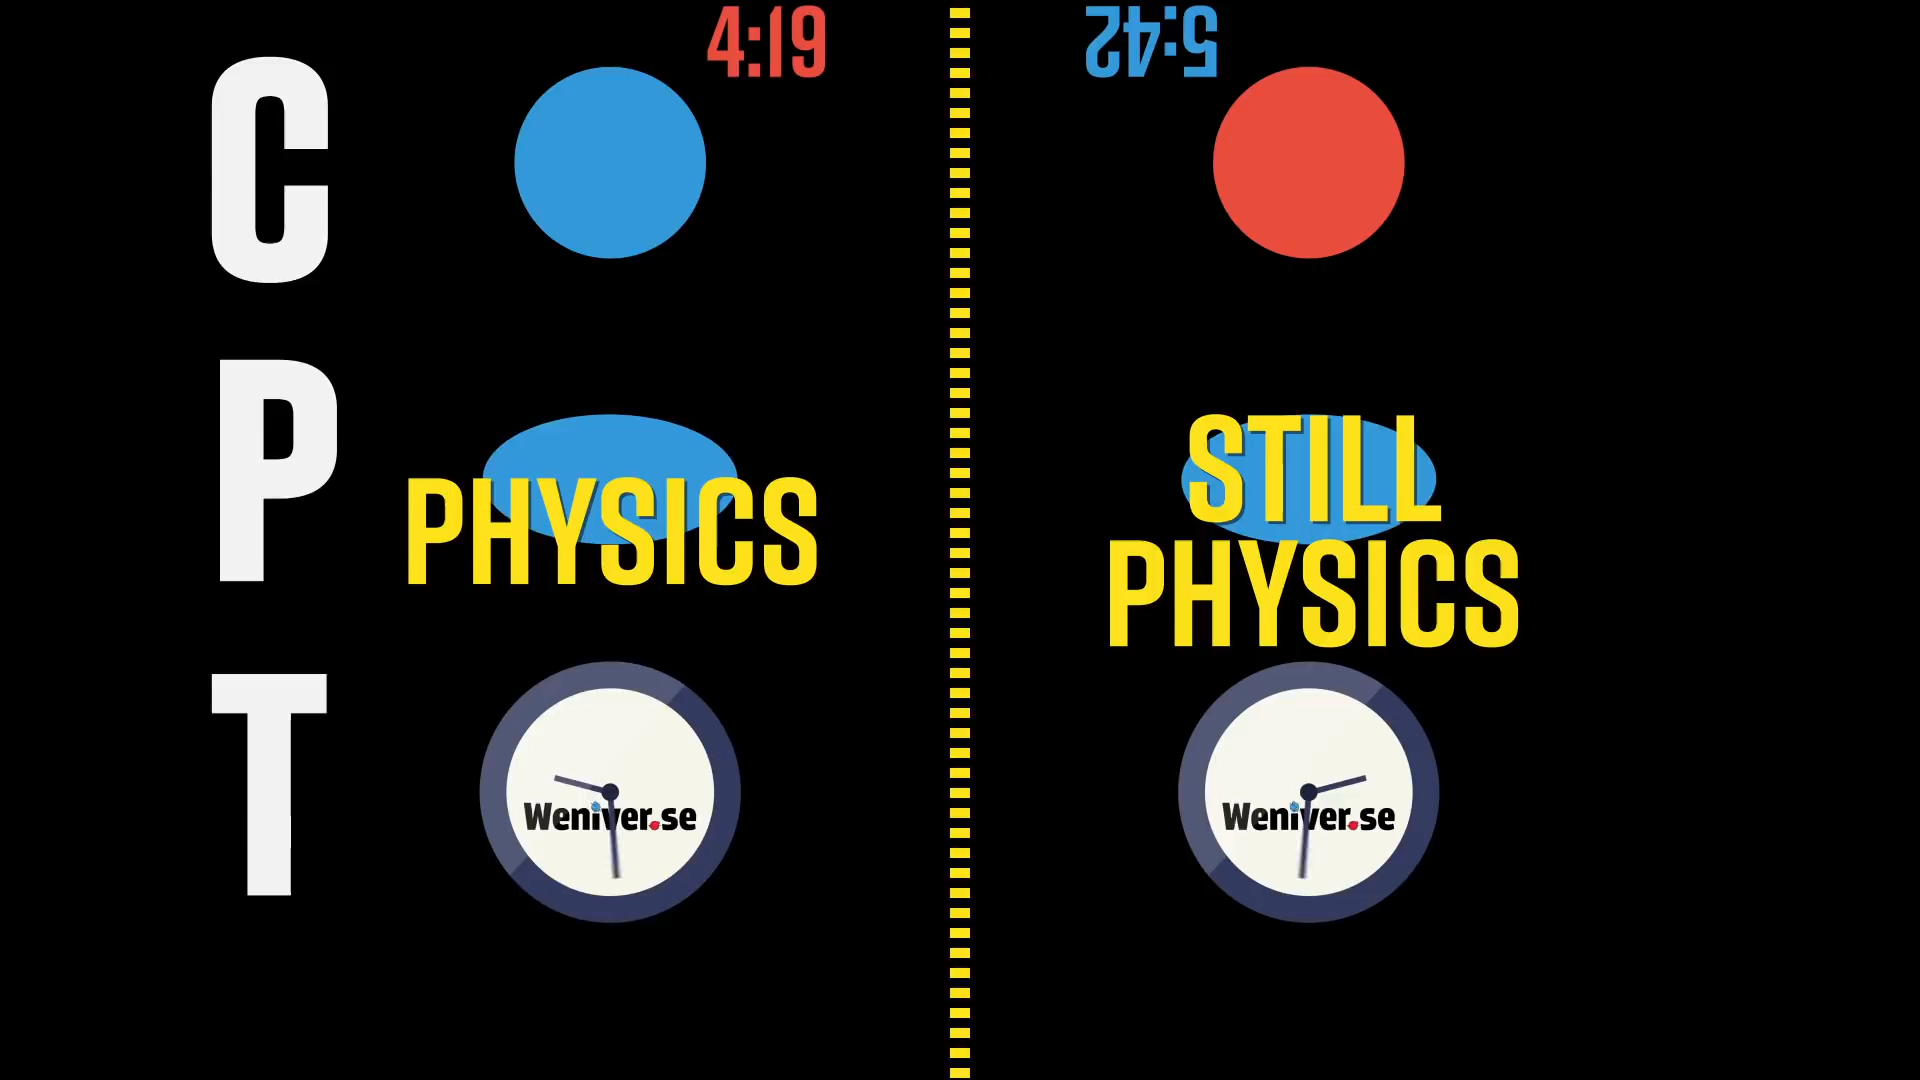 4:19
5:42
C
P
T
PHYSICS
STILL
PHYSICS
Weniver.se
Weniver.se